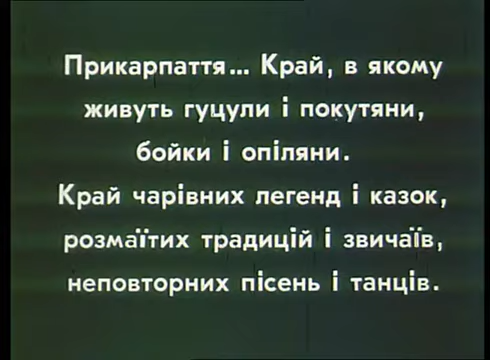 Прикарпаття... Край, в якому
живуть гуцули і покутяни,
бойки і опіляни.
Край чарівних легенд і казок,
розмаїтих традицій і звичаїв,
неповторних пісень і танців.